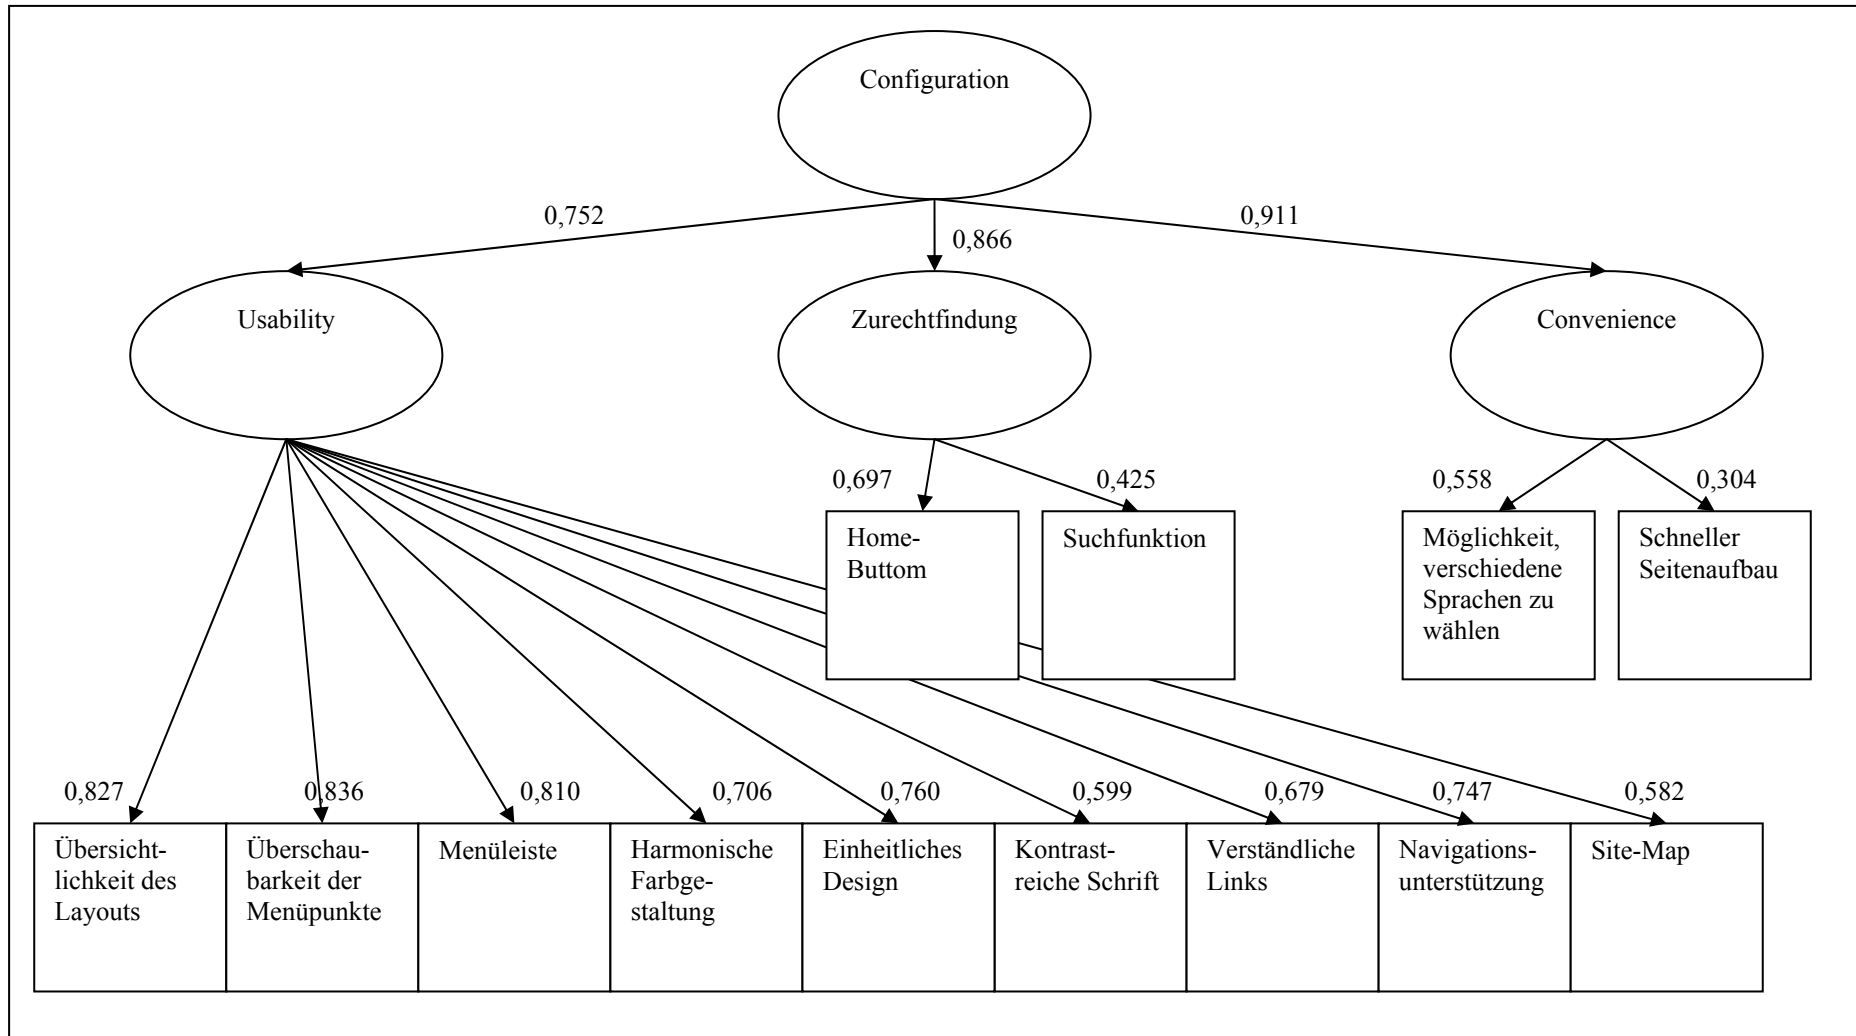 Configuration
0,752
0,866
0,911
Usability
Zurechtfindung
Convenience
0,697
0,425
0,558
0,304
Home-
Buttom
Suchfunktion
Möglichkeit,
verschiedene
Sprachen zu
wählen
Schneller
Seitenaufbau
0,827
0,836
0,810
0,706
0,760
0,599
0,679
0,747
0,582
Übersicht-
lichkeit des
Layouts
Überschau-
barkeit der
Menüpunkte
Menüleiste
Harmonische
Farbge-
staltung
Einheitliches
Design
Kontrast-
reiche Schrift
Verständliche
Links
Navigations-
unterstützung
Site-Map